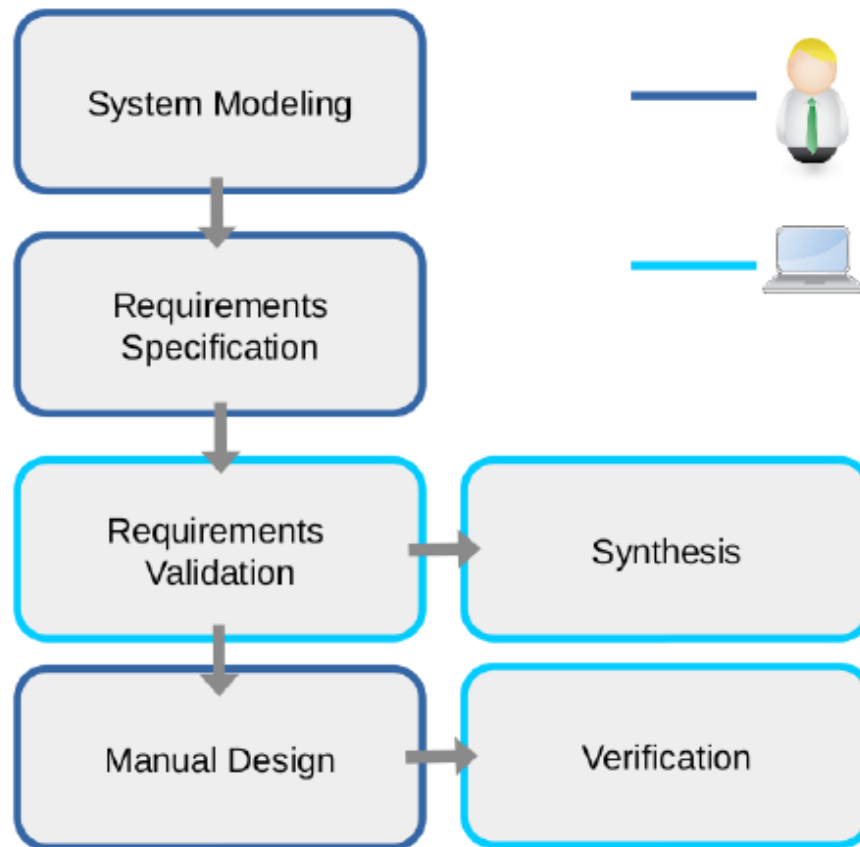 System Modeling
Requirements
Specification
Requirements
Validation
Synthesis
Manual Design
Verification